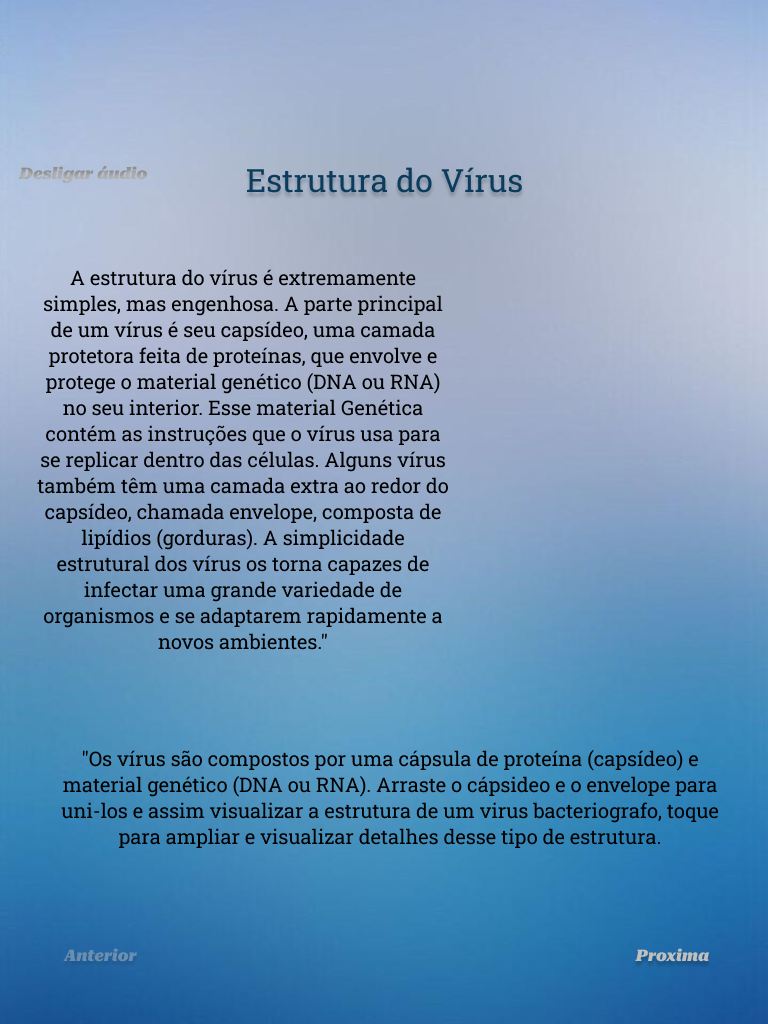 Desligar áudio
Estrutura do Vírus
A estrutura do vírus é extremamente
simples, mas engenhosa. A parte principal
de um vírus é seu capsídeo, uma camada
protetora feita de proteínas, que envolve e
protege o material genético (DNA ou RNA)
no seu interior. Esse material Genética
contém as instruções que o vírus usa para
se replicar dentro das células. Alguns vírus
também têm uma camada extra ao redor do
capsídeo, chamada envelope, composta de
lipídios (gorduras). A simplicidade
estrutural dos vírus os torna capazes de
infectar uma grande variedade de
organismos e se adaptarem rapidamente a
novos ambientes."
"Os vírus são compostos por uma cápsula de proteína (capsídeo) e
material genético (DNA ou RNA). Arraste o cápsideo e o envelope para
uni-los e assim visualizar a estrutura de um virus bacteriografo, toque
para ampliar e visualizar detalhes desse tipo de estrutura.
Anterior
Proxima